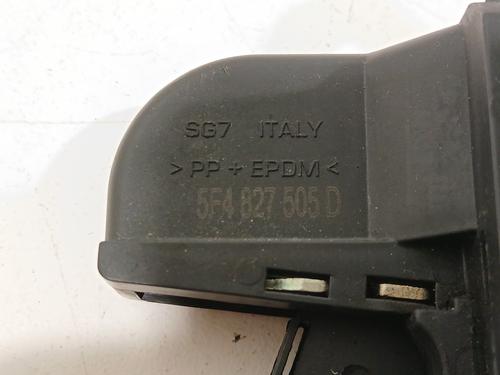 SG7 ITALY
>PP + EPDM<
5F4 827 505 D